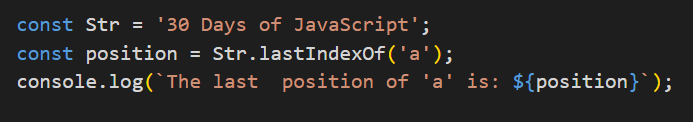 const Str = '30 Days of JavaScript';
const position = Str.lastIndexOf('a');
console.log(`The last  position of 'a' is: ${position}`);